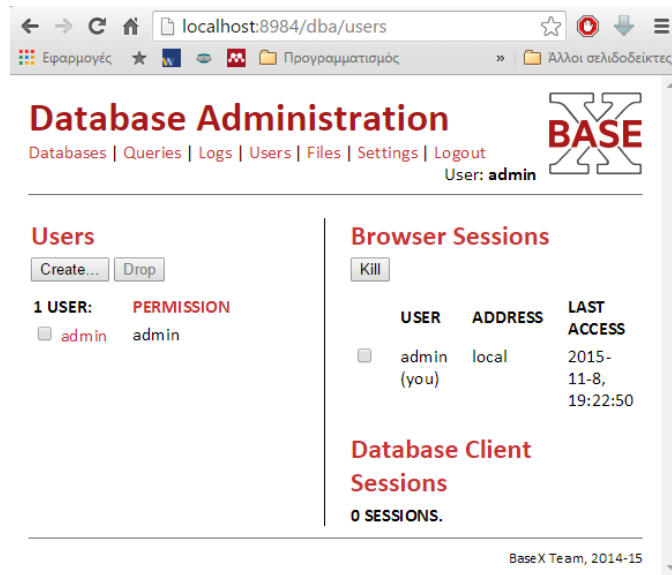 localhost:8984/dba/users
Εφαρμογές W Προγραμματισμός » Άλλοι σελιδοδείκτες
Database Administration
X BASE
Databases | Queries | Logs | Users | Files | Settings | Logout
User: admin
Users
Create... Drop
1 USER: PERMISSION
admin admin
Browser Sessions
Kill
USER ADDRESS LAST
ACCESS
admin local 2015-
(you) 11-8,
19:22:50
Database Client
Sessions
0 SESSIONS.
BaseX Team, 2014-15